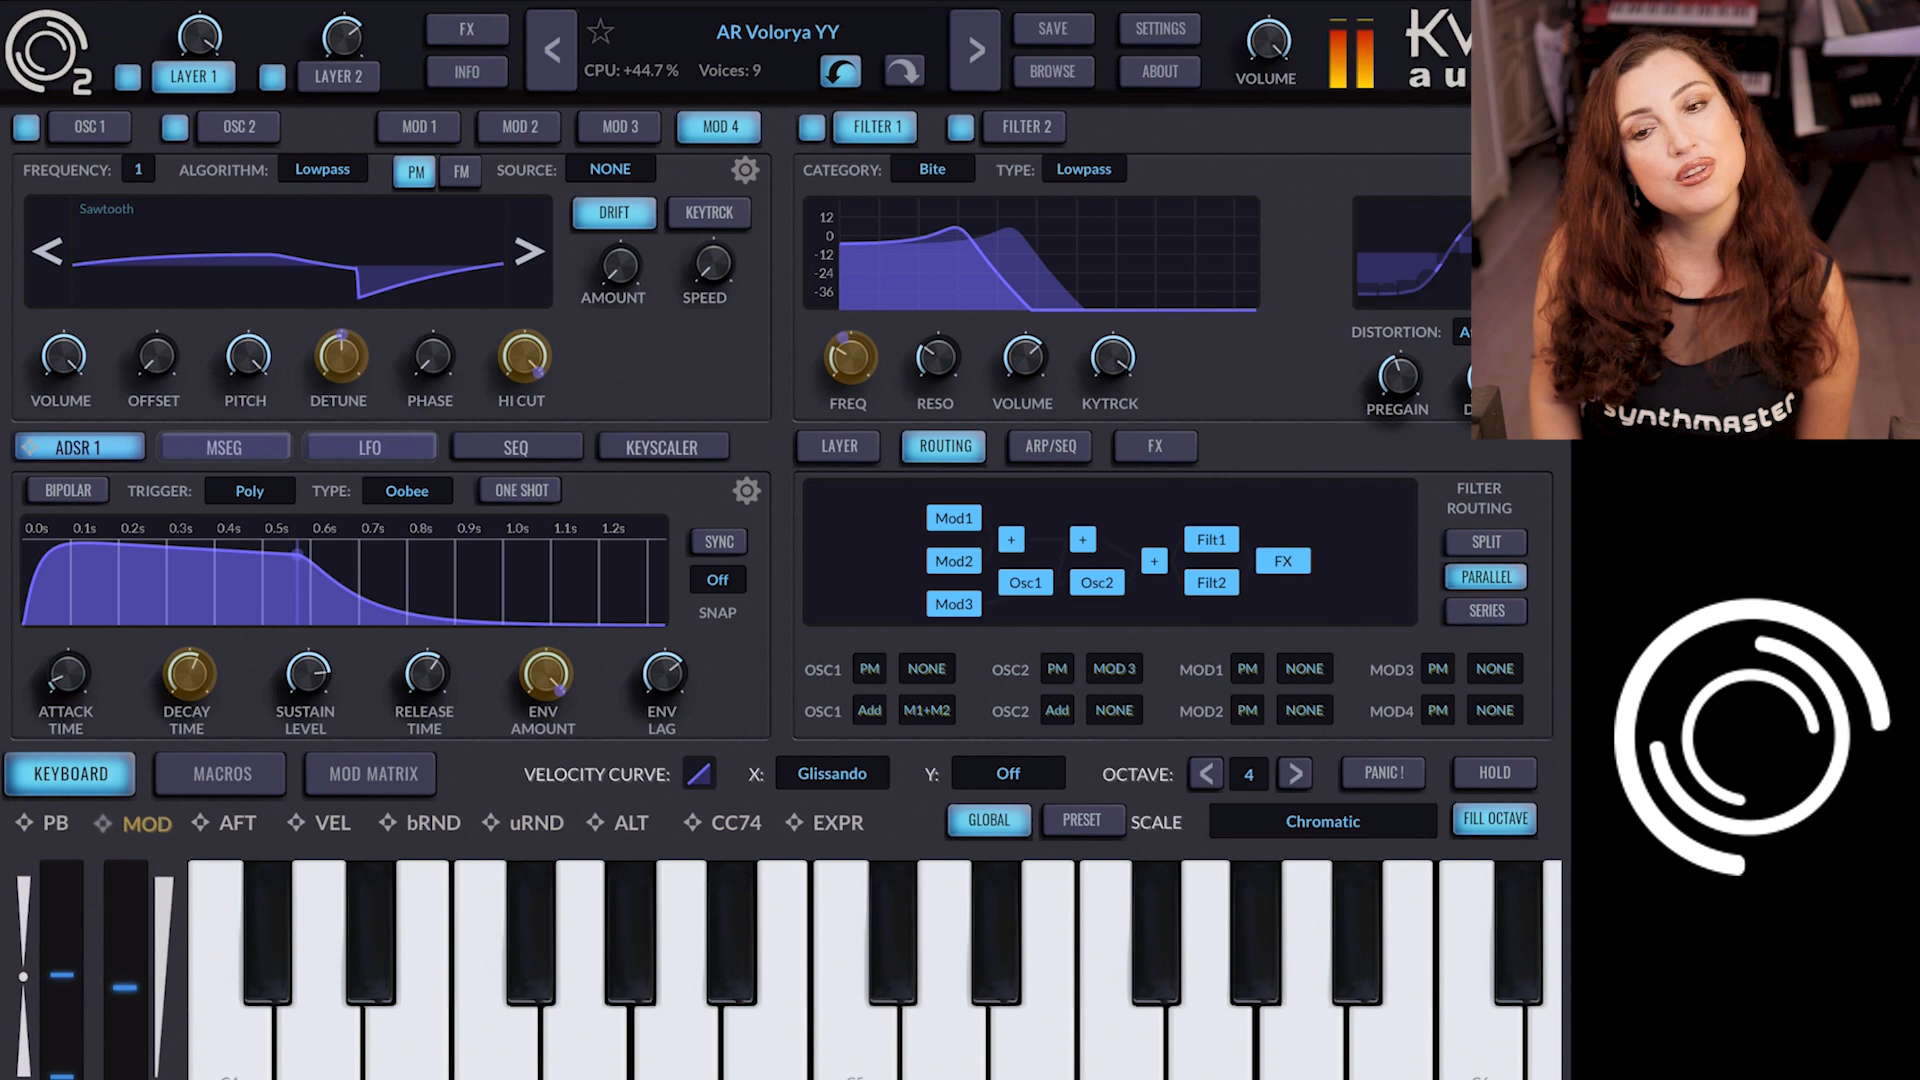 2
LAYER 1
LAYER 2
FX
INFO
AR Volorya YY
CPU: +44.7 %
Voices: 9
SAVE
BROWSE
SETTINGS
ABOUT
VOLUME
OSC 1
OSC 2
MOD 1
MOD 2
MOD 3
MOD 4
FILTER 1
FILTER 2
FREQUENCY: 1
ALGORITHM: Lowpass
PM
FM
SOURCE: NONE
Sawtooth
DRIFT
KEYTRCK
AMOUNT
SPEED
VOLUME
OFFSET
PITCH
DETUNE
PHASE
HI CUT
CATEGORY: Bite
TYPE: Lowpass
12
0
-12
-24
-36
FREQ
RESO
VOLUME
KYTRCK
DISTORTION:
PREGAIN
synthmaster
ADSR 1
MSEG
LFO
SEQ
KEYSCALER
BIPOLAR
TRIGGER: Poly
TYPE: Oobee
ONE SHOT
0.0s 0.1s 0.2s 0.3s 0.4s 0.5s 0.6s 0.7s 0.8s 0.9s 1.0s 1.1s 1.2s
SYNC
Off
SNAP
ATTACK TIME
DECAY TIME
SUSTAIN LEVEL
RELEASE TIME
ENV AMOUNT
ENV LAG
LAYER
ROUTING
ARP/SEQ
FX
Mod1
Mod2
Mod3
+
Osc1
+
Osc2
+
Filt1
Filt2
FX
FILTER ROUTING
SPLIT
PARALLEL
SERIES
OSC1 PM NONE
OSC2 PM MOD 3
MOD1 PM NONE
MOD3 PM NONE
OSC1 Add M1+M2
OSC2 Add NONE
MOD2 PM NONE
MOD4 PM NONE
KEYBOARD
MACROS
MOD MATRIX
VELOCITY CURVE:
X: Glissando
Y: Off
OCTAVE: 4
PANIC !
HOLD
PB
MOD
AFT
VEL
bRND
uRND
ALT
CC74
EXPR
GLOBAL
PRESET
SCALE
Chromatic
FILL OCTAVE